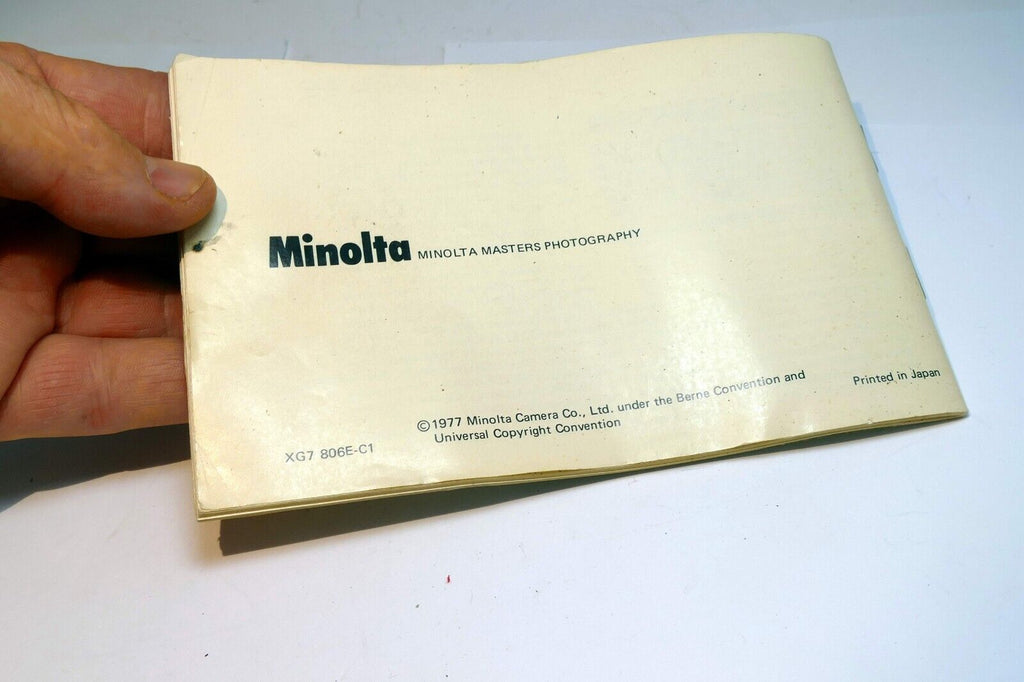 Minolta MINOLTA MASTERS PHOTOGRAPHY
©1977 Minolta Camera Co., Ltd. under the Berne Convention and
Universal Copyright Convention
Printed in Japan
XG7 806E-C1